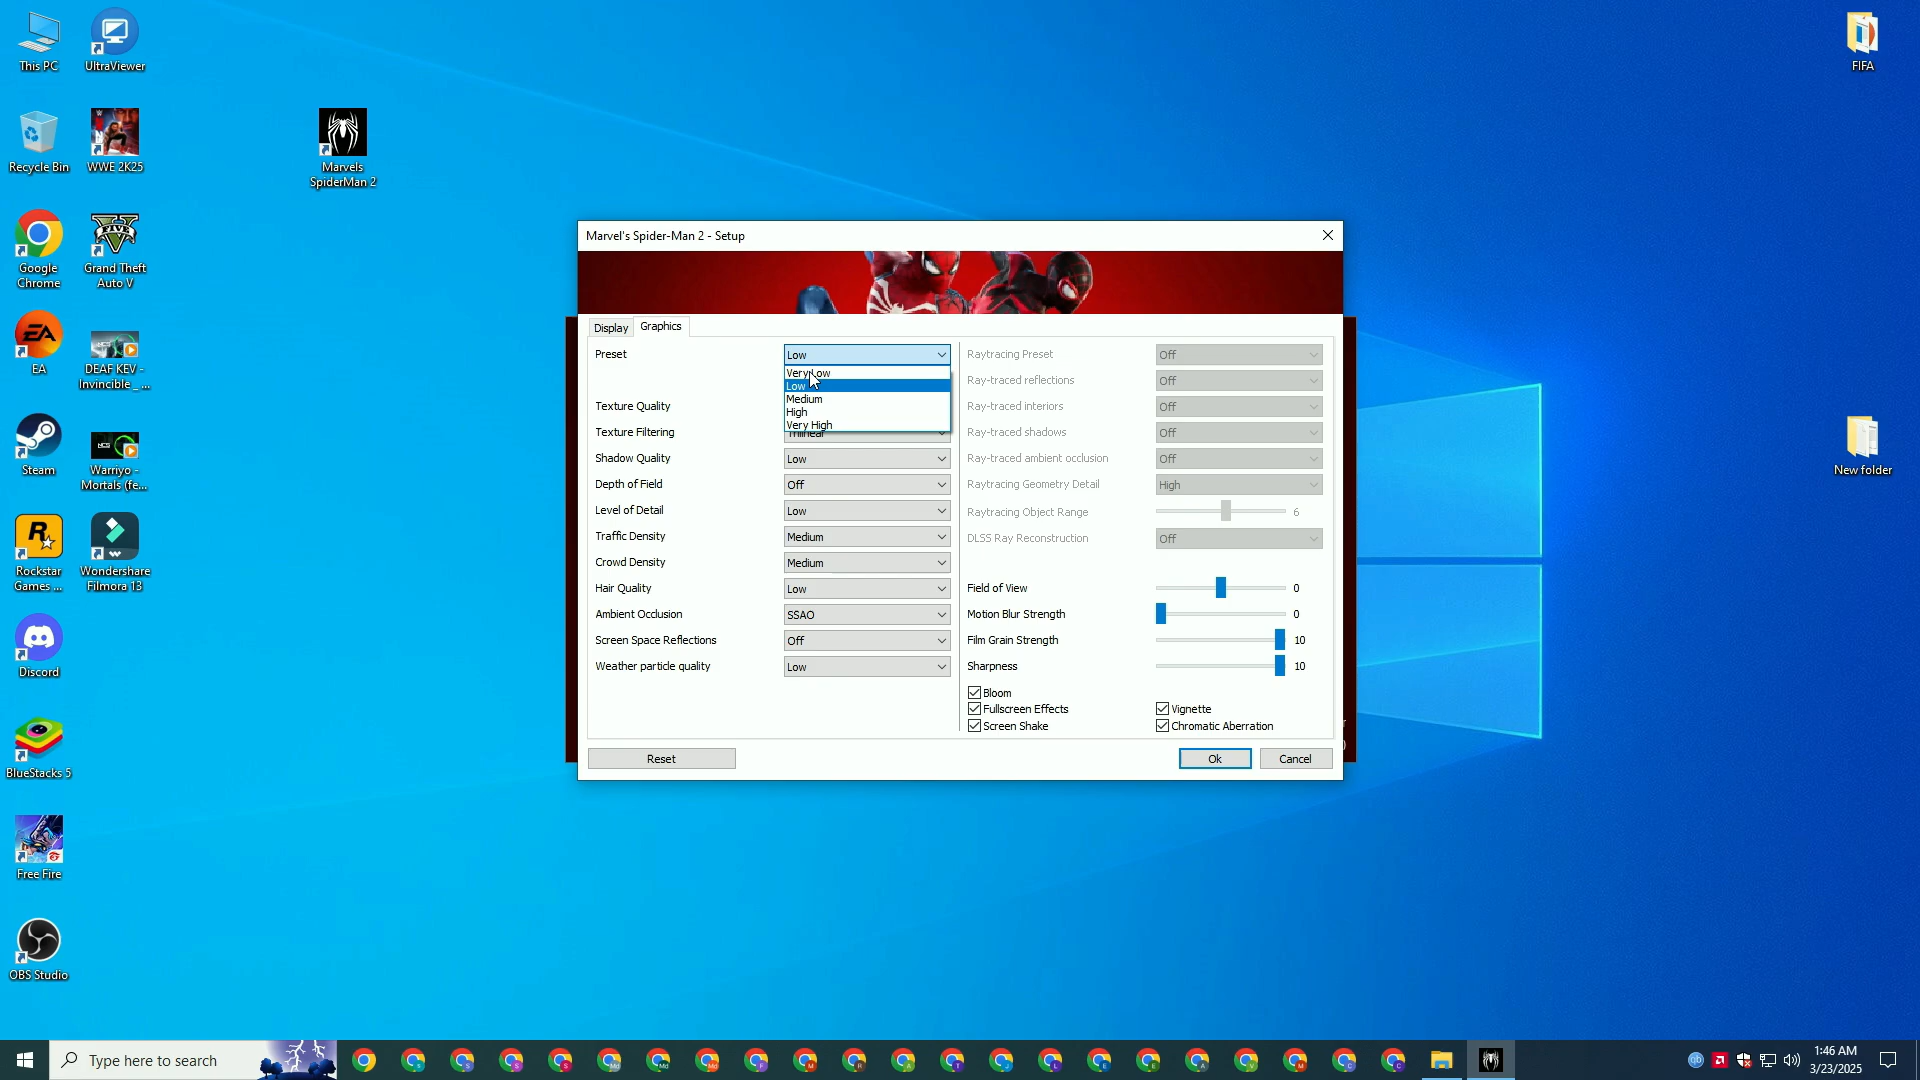 This PC
UltraViewer
FIFA
Recycle Bin
WWE 2K25
Marvels
SpiderMan 2
Google
Chrome
Grand Theft
Auto V
EA
DEAF KEV -
Invincible _ ...
Steam
Warriyo -
Mortals (fe...
Rockstar
Games ...
Wondershare
Filmora 13
Discord
BlueStacks 5
Free Fire
OBS Studio
New folder
Marvel's Spider-Man 2 - Setup
Display
Graphics
Preset
Low
Very Low
Low
Medium
High
Very High
Texture Quality
Texture Filtering
Trilinear
Shadow Quality
Low
Depth of Field
Off
Level of Detail
Low
Traffic Density
Medium
Crowd Density
Medium
Hair Quality
Low
Ambient Occlusion
SSAO
Screen Space Reflections
Off
Weather particle quality
Low
Raytracing Preset
Off
Ray-traced reflections
Off
Ray-traced interiors
Off
Ray-traced shadows
Off
Ray-traced ambient occlusion
Off
Raytracing Geometry Detail
High
Raytracing Object Range
6
DLSS Ray Reconstruction
Off
Field of View
0
Motion Blur Strength
0
Film Grain Strength
10
Sharpness
10
Bloom
Fullscreen Effects
Vignette
Screen Shake
Chromatic Aberration
Reset
Ok
Cancel
Type here to search
1:46 AM
3/23/2025